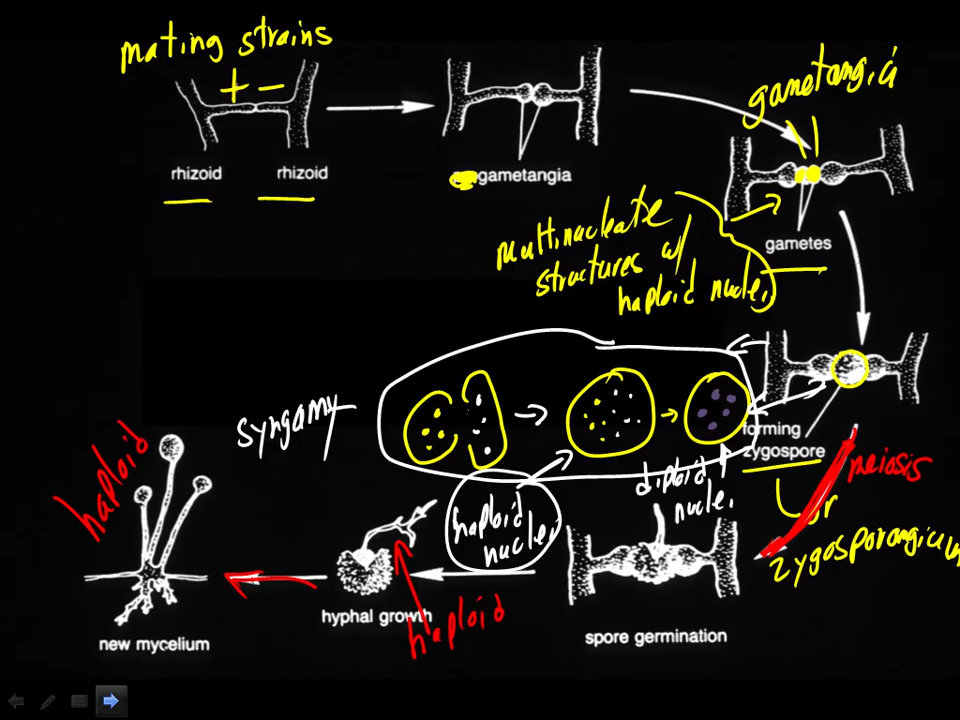 mating strains
+ −
rhizoid
rhizoid
gametangia
gametangia
gametes
multinucleate
structures w/
haploid nuclei
forming
zygospore
or
zygosporangium
meiosis
syngamy
haploid
nuclei
diploid
nuclei
spore germination
hyphal growth
haploid
haploid
new mycelium